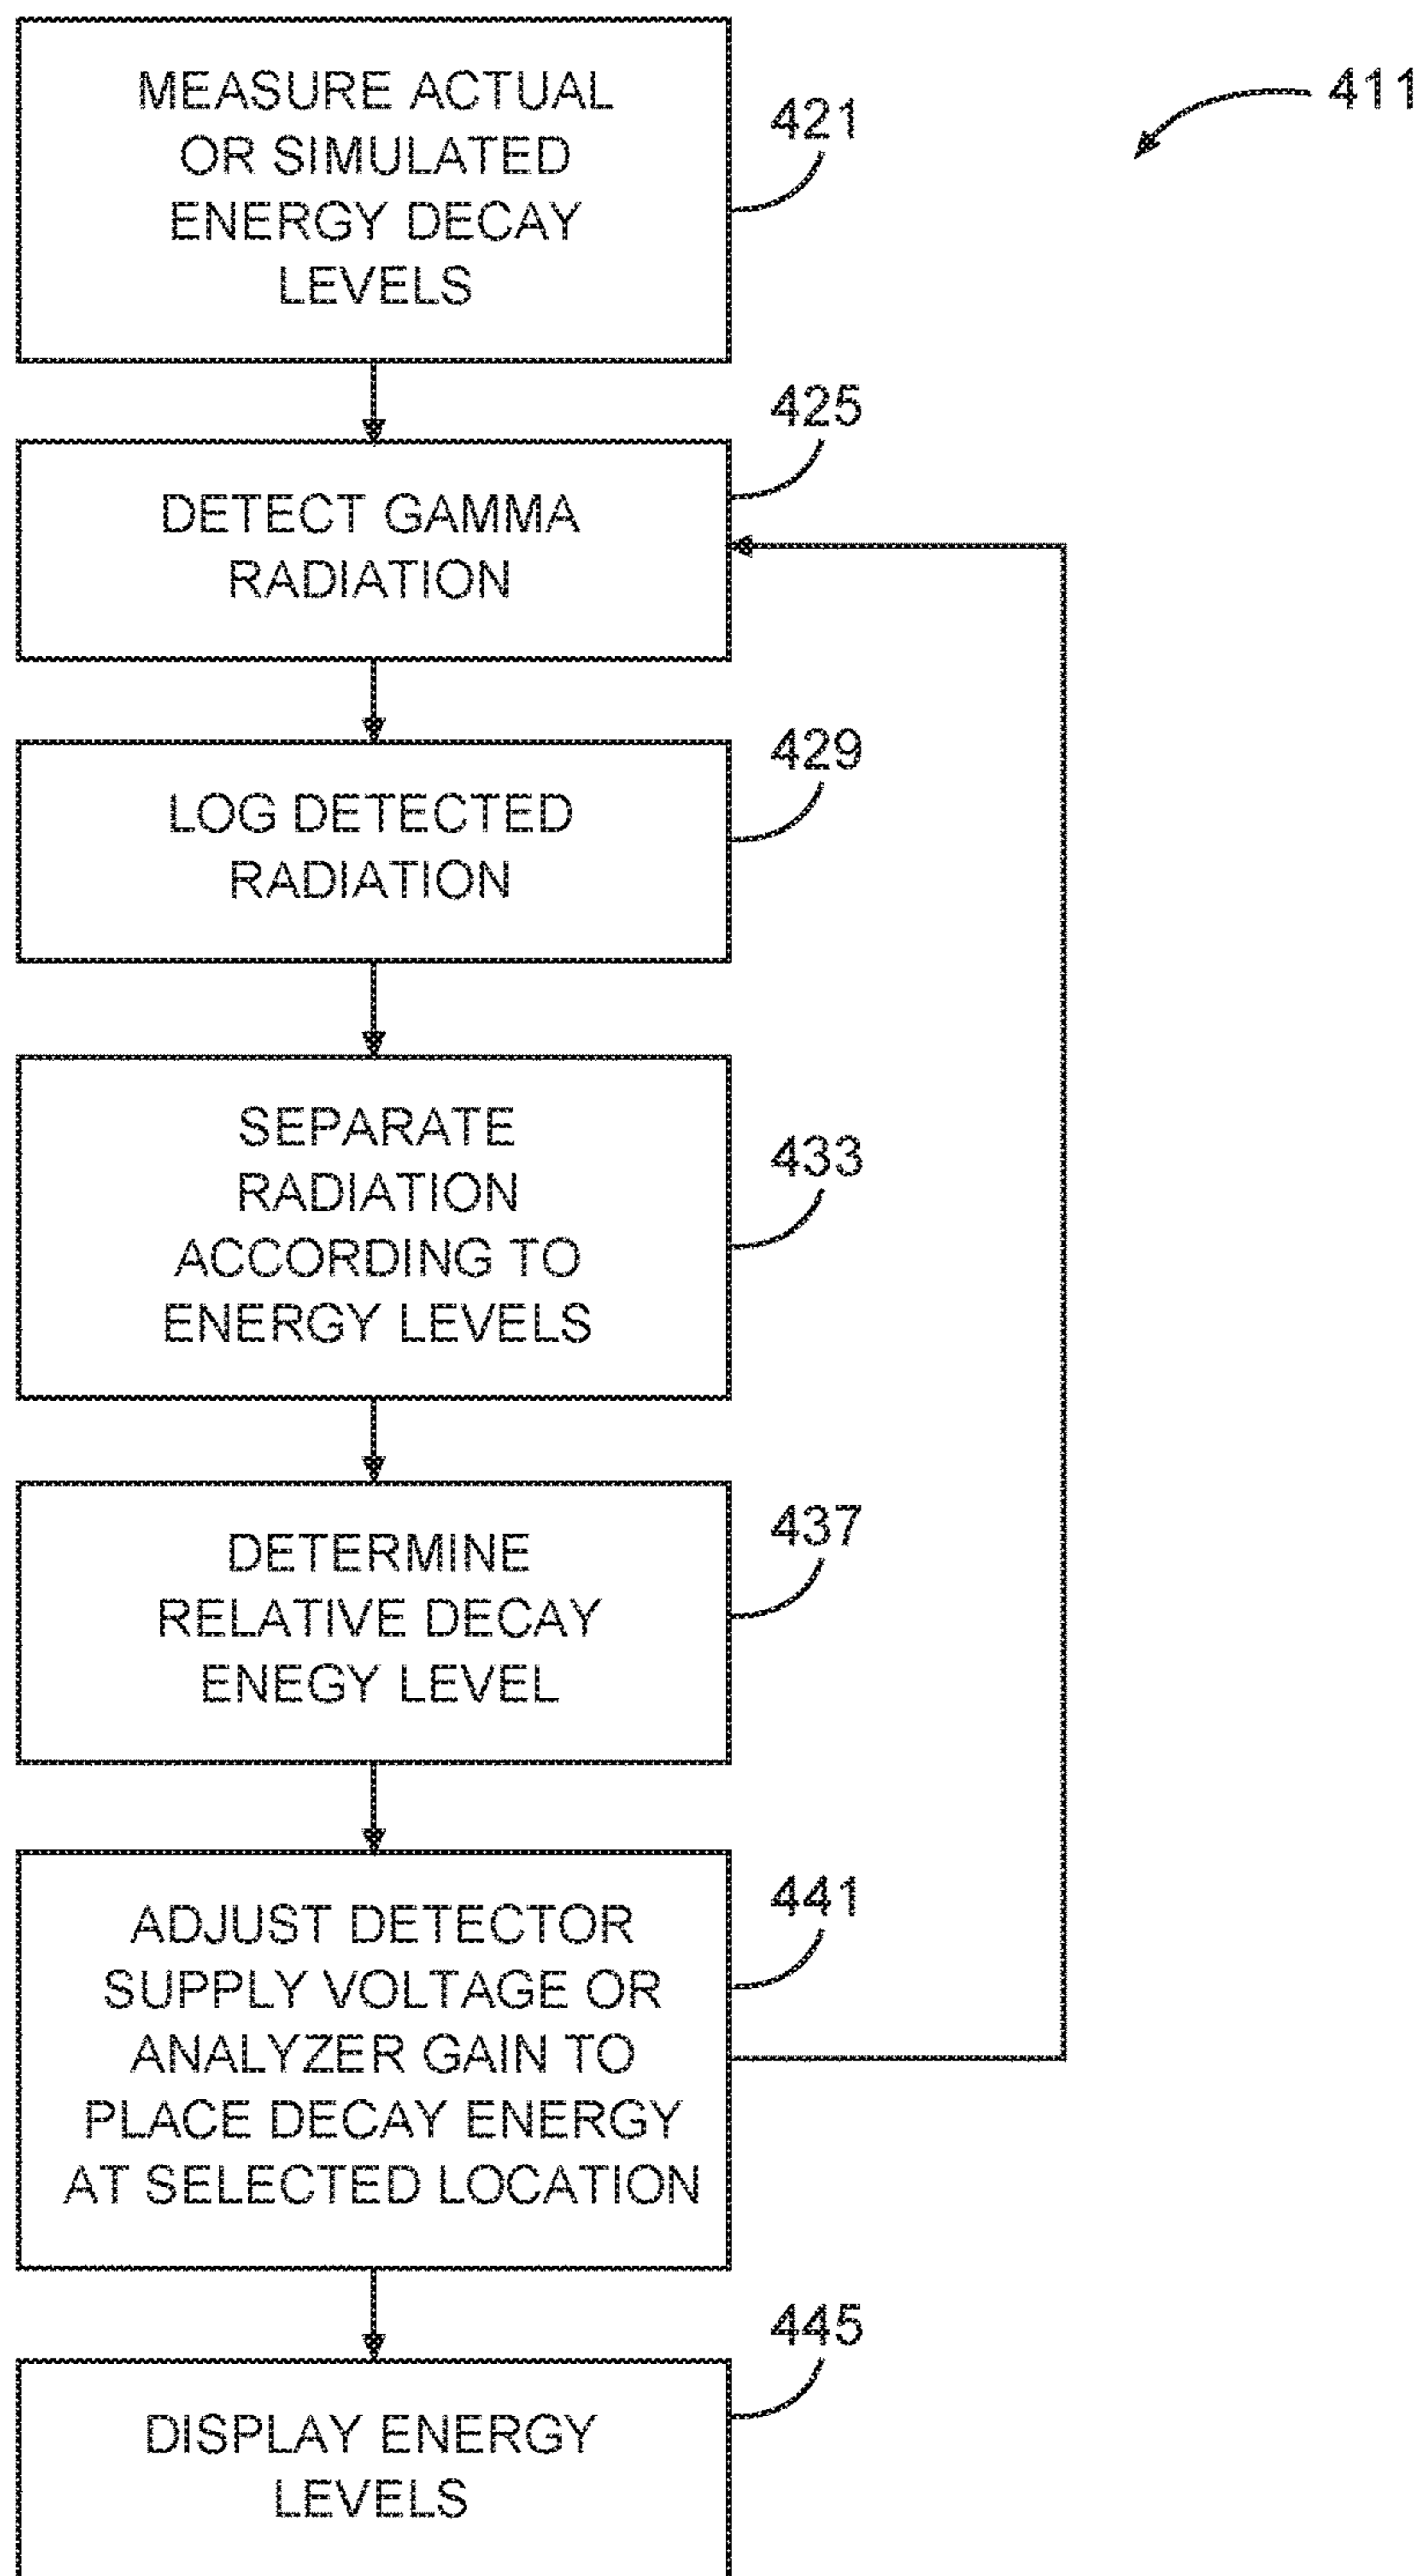 MEASURE ACTUAL
OR SIMULATED
ENERGY DECAY
LEVELS
421
411
DETECT GAMMA
RADIATION
425
LOG DETECTED
RADIATION
429
SEPARATE
RADIATION
ACCORDING TO
ENERGY LEVELS
433
DETERMINE
RELATIVE DECAY
ENEGY LEVEL
437
ADJUST DETECTOR
SUPPLY VOLTAGE OR
ANALYZER GAIN TO
PLACE DECAY ENERGY
AT SELECTED LOCATION
441
DISPLAY ENERGY
LEVELS
445